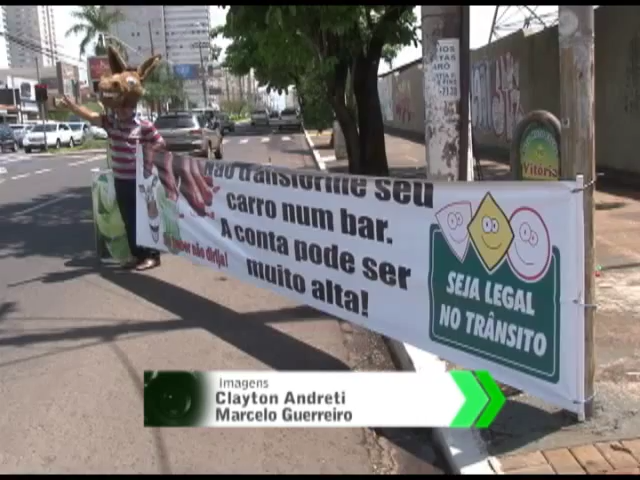 Não transforme seu
carro num bar.
A conta pode ser
muito alta!
beber não dirija!
SEJA LEGAL
NO TRÂNSITO
Vitória
Imagens
Clayton Andreti
Marcelo Guerreiro